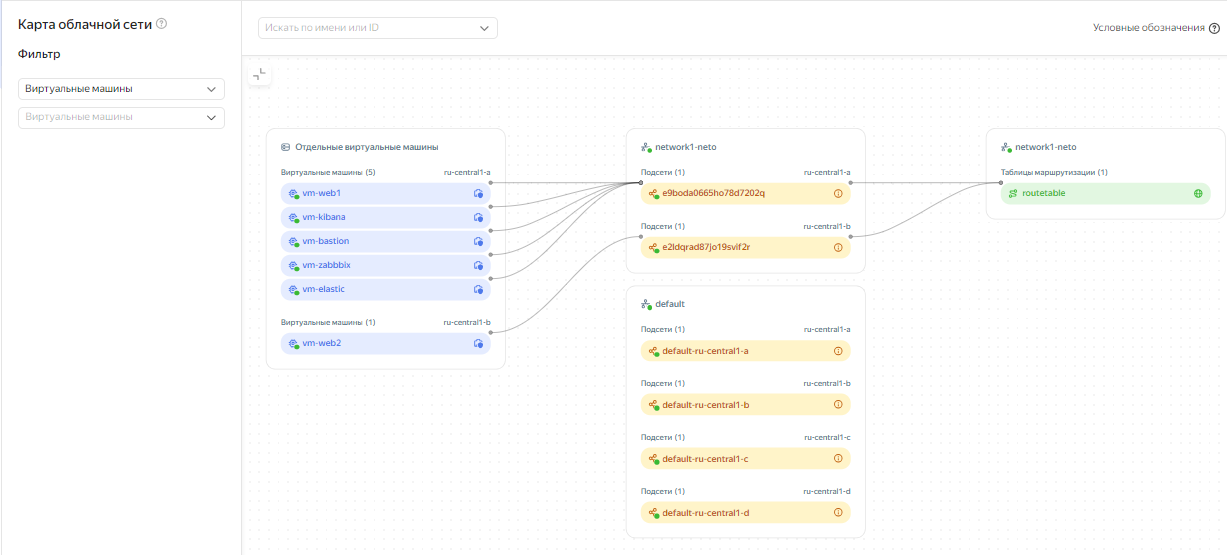 Карта облачной сети
Фильтр
Виртуальные машины
Виртуальные машины
Искать по имени или ID
Условные обозначения
Отдельные виртуальные машины
Виртуальные машины (5) ru-central1-a
vm-web1
vm-kibana
vm-bastion
vm-zabbbix
vm-elastic
Виртуальные машины (1) ru-central1-b
vm-web2
network1-neto
Подсети (1) ru-central1-a
e9boda0665ho78d7202q
Подсети (1) ru-central1-b
e2ldqrad87jo19svif2r
default
Подсети (1) ru-central1-a
default-ru-central1-a
Подсети (1) ru-central1-b
default-ru-central1-b
Подсети (1) ru-central1-c
default-ru-central1-c
Подсети (1) ru-central1-d
default-ru-central1-d
network1-neto
Таблицы маршрутизации (1)
routetable